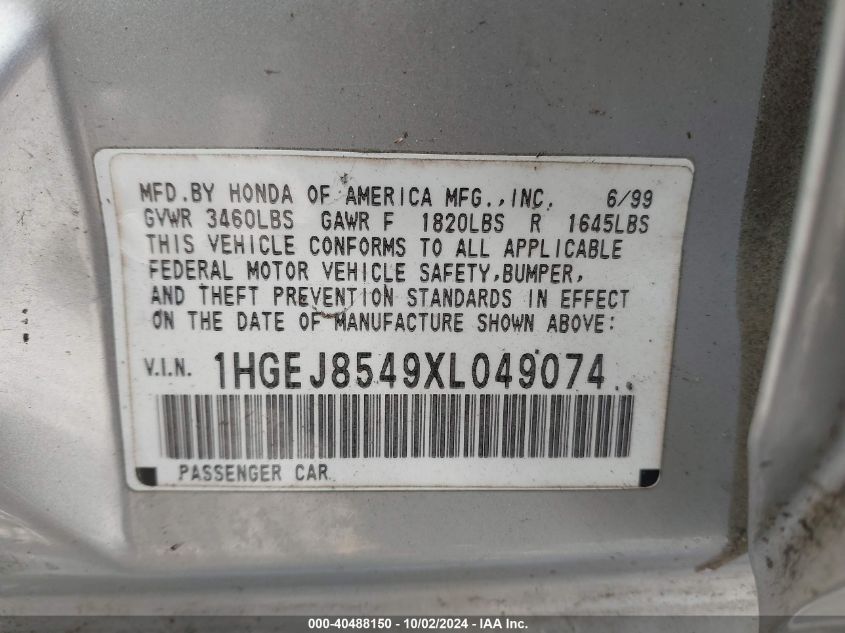 MFD.BY HONDA OF AMERICA MFG.,INC. 6/99
GVWR 3460LBS GAWR F 1820LBS R 1645LBS
THIS VEHICLE CONFORMS TO ALL APPLICABLE
FEDERAL MOTOR VEHICLE SAFETY,BUMPER,
AND THEFT PREVENTION STANDARDS IN EFFECT
ON THE DATE OF MANUFACTURE SHOWN ABOVE:
V.I.N. 1HGEJ8549XL049074
PASSENGER CAR
000-40488150 - 10/02/2024 - IAA Inc.